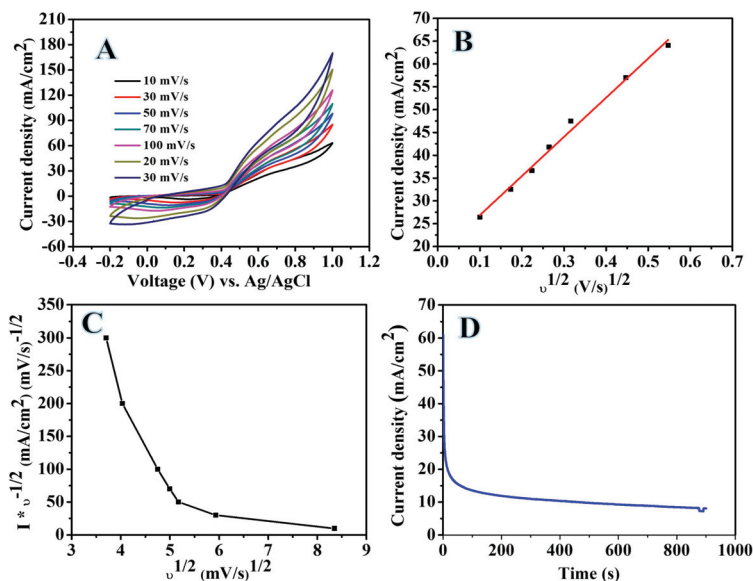 A
Current density (mA/cm²)
210
180
150
120
90
60
30
0
-30
-60
10 mV/s
30 mV/s
50 mV/s
70 mV/s
100 mV/s
20 mV/s
30 mV/s
-0.4 -0.2 0.0 0.2 0.4 0.6 0.8 1.0 1.2
Voltage (V) vs. Ag/AgCl
B
Current density (mA/cm²)
70
65
60
55
50
45
40
35
30
25
20
0.0 0.1 0.2 0.3 0.4 0.5 0.6 0.7
υ^1/2 (V/s)^1/2
C
I * υ^-1/2 (mA/cm²) (mV/s)^-1/2
350
300
250
200
150
100
50
0
3 4 5 6 7 8 9
υ^1/2 (mV/s)^1/2
D
Current density (mA/cm²)
70
60
50
40
30
20
10
0
0 200 400 600 800 1000
Time (s)